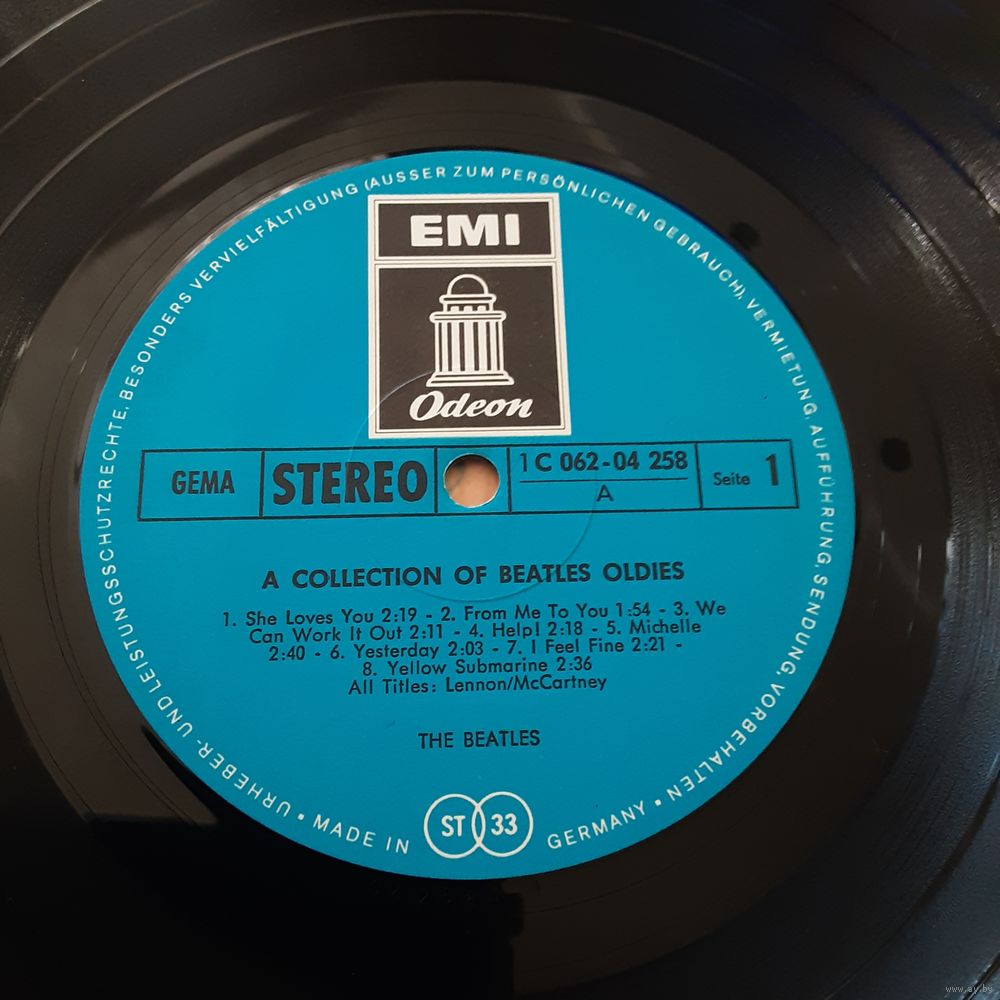 URHEBER- UND LEISTUNGSSCHUTZRECHTE, BESONDERS VERVIELFÄLTIGUNG (AUSSER ZUM PERSÖNLICHEN GEBRAUCH), VERMIETUNG, AUFFÜHRUNG, SENDUNG, VORBEHALTEN •
EMI
Odeon
GEMA
STEREO
1 C 062-04 258
A
Seite 1
A COLLECTION OF BEATLES OLDIES
1. She Loves You 2:19 - 2. From Me To You 1:54 - 3. We
Can Work It Out 2:11 - 4. Help! 2:18 - 5. Michelle
2:40 - 6. Yesterday 2:03 - 7. I Feel Fine 2:21 -
8. Yellow Submarine 2:36
All Titles: Lennon/McCartney
THE BEATLES
ST 33
• MADE IN GERMANY
www.ay.by